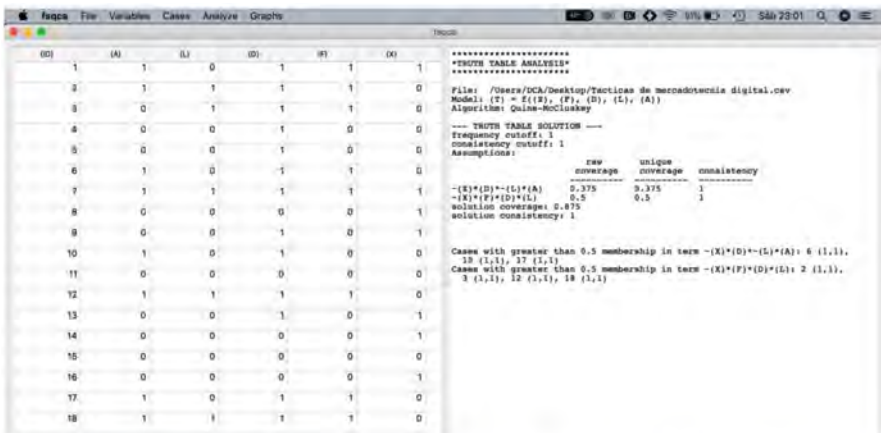 fsqca File Variables Cases Analyze Graphs 91% Sáb 23:01
fsqca
(ID) (A) (L) (D) (F) (X)
1 1 0 1 1 1
2 1 1 1 1 0
3 0 1 1 1 0
4 0 0 1 0 0
5 0 0 1 0 0
6 1 0 1 1 0
7 1 1 1 1 1
8 0 0 0 0 1
9 0 0 1 0 1
10 1 0 1 0 0
11 0 0 0 0 0
12 1 1 1 1 0
13 0 0 1 0 1
14 0 0 0 0 1
15 0 0 0 0 0
16 0 0 0 0 1
17 1 0 1 1 0
18 1 1 1 1 0
**********************
*TRUTH TABLE ANALYSIS*
**********************
File: /Users/DCA/Desktop/Tacticas de mercadotecnia digital.csv
Model: (T) = f((X), (F), (D), (L), (A))
Algorithm: Quine-McCluskey
--- TRUTH TABLE SOLUTION ---
frequency cutoff: 1
consistency cutoff: 1
Assumptions:
raw unique
coverage coverage consistency
---------- ---------- ----------
~(X)*(D)*~(L)*(A) 0.375 0.375 1
~(X)*(F)*(D)*(L) 0.5 0.5 1
solution coverage: 0.875
solution consistency: 1
Cases with greater than 0.5 membership in term ~(X)*(D)*~(L)*(A): 6 (1,1),
10 (1,1), 17 (1,1)
Cases with greater than 0.5 membership in term ~(X)*(F)*(D)*(L): 2 (1,1),
3 (1,1), 12 (1,1), 18 (1,1)